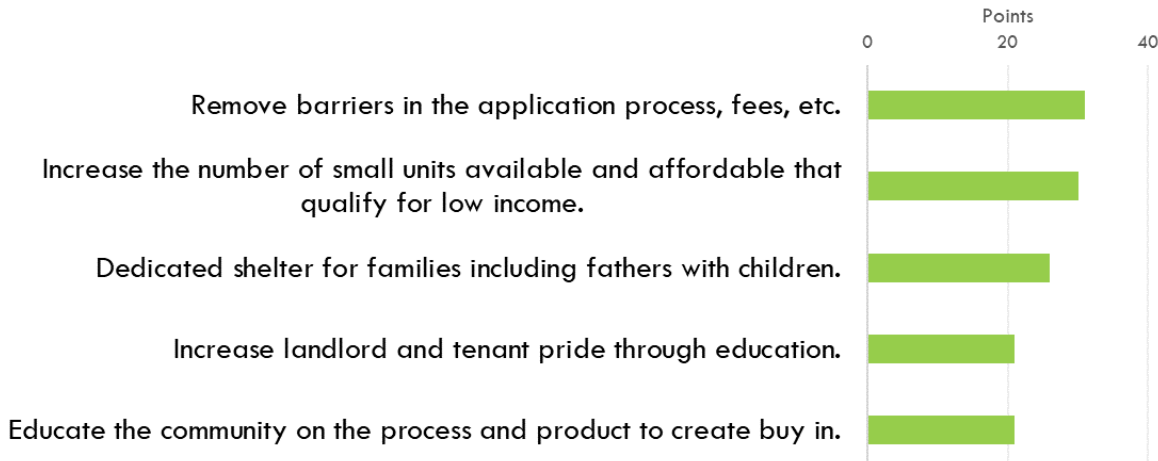 Points
0 20 40
Remove barriers in the application process, fees, etc.
Increase the number of small units available and affordable that
qualify for low income.
Dedicated shelter for families including fathers with children.
Increase landlord and tenant pride through education.
Educate the community on the process and product to create buy in.